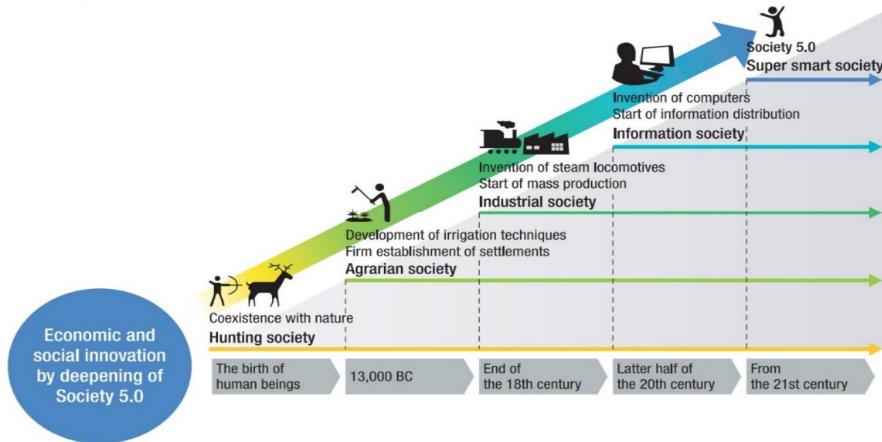 Society 5.0
Super smart society
Invention of computers
Start of information distribution
Information society
Invention of steam locomotives
Start of mass production
Industrial society
Development of irrigation techniques
Firm establishment of settlements
Agrarian society
Coexistence with nature
Hunting society
Economic and
social innovation
by deepening of
Society 5.0
The birth of
human beings
13,000 BC
End of
the 18th century
Latter half of
the 20th century
From
the 21st century